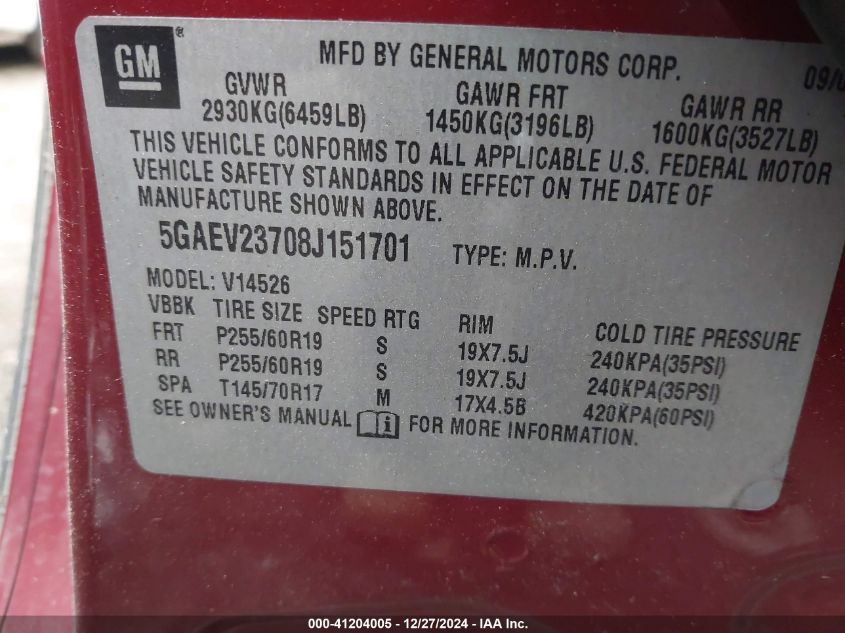 GM ®
MFD BY GENERAL MOTORS CORP.
GVWR GAWR FRT GAWR RR
2930KG(6459LB) 1450KG(3196LB) 1600KG(3527LB)
THIS VEHICLE CONFORMS TO ALL APPLICABLE U.S. FEDERAL MOTOR
VEHICLE SAFETY STANDARDS IN EFFECT ON THE DATE OF
MANUFACTURE SHOWN ABOVE.
5GAEV23708J151701 TYPE: M.P.V.
MODEL: V14526
VBBK TIRE SIZE SPEED RTG RIM COLD TIRE PRESSURE
FRT P255/60R19 S 19X7.5J 240KPA(35PSI)
RR P255/60R19 S 19X7.5J 240KPA(35PSI)
SPA T145/70R17 M 17X4.5B 420KPA(60PSI)
SEE OWNER'S MANUAL i FOR MORE INFORMATION.
000-41204005 - 12/27/2024 - IAA Inc.